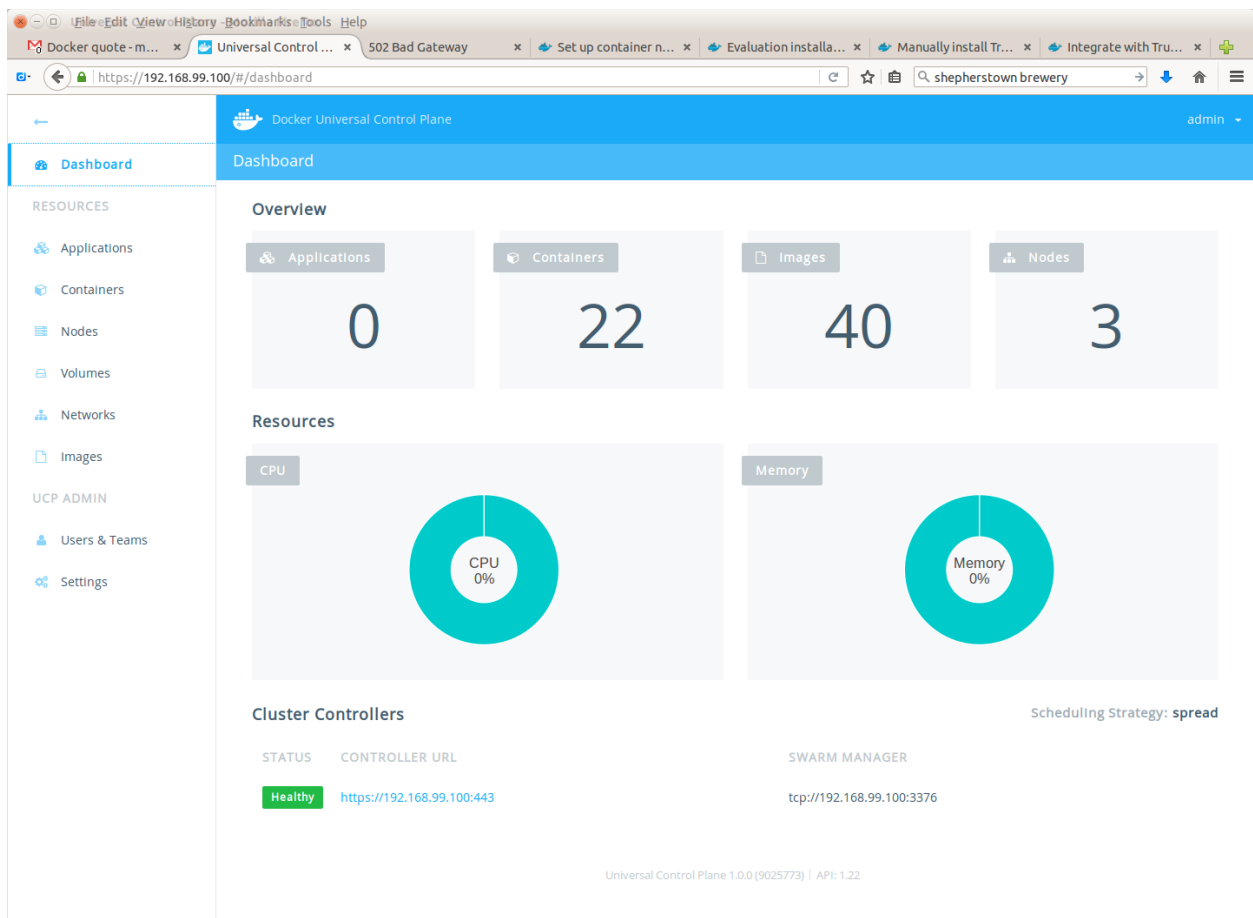 File Edit View History Bookmarks Tools Help
Docker quote - m... Universal Control ... 502 Bad Gateway Set up container n... Evaluation installa... Manually install Tr... Integrate with Tru...
https://192.168.99.100/#/dashboard shepherstown brewery
Docker Universal Control Plane admin
Dashboard
Dashboard
RESOURCES
Applications
Containers
Nodes
Volumes
Networks
Images
UCP ADMIN
Users & Teams
Settings
Overview
Applications Containers Images Nodes
0 22 40 3
Resources
CPU Memory
CPU
0%
Memory
0%
Cluster Controllers Scheduling Strategy: spread
STATUS CONTROLLER URL SWARM MANAGER
Healthy https://192.168.99.100:443 tcp://192.168.99.100:3376
Universal Control Plane 1.0.0 (9025773) | API: 1.22